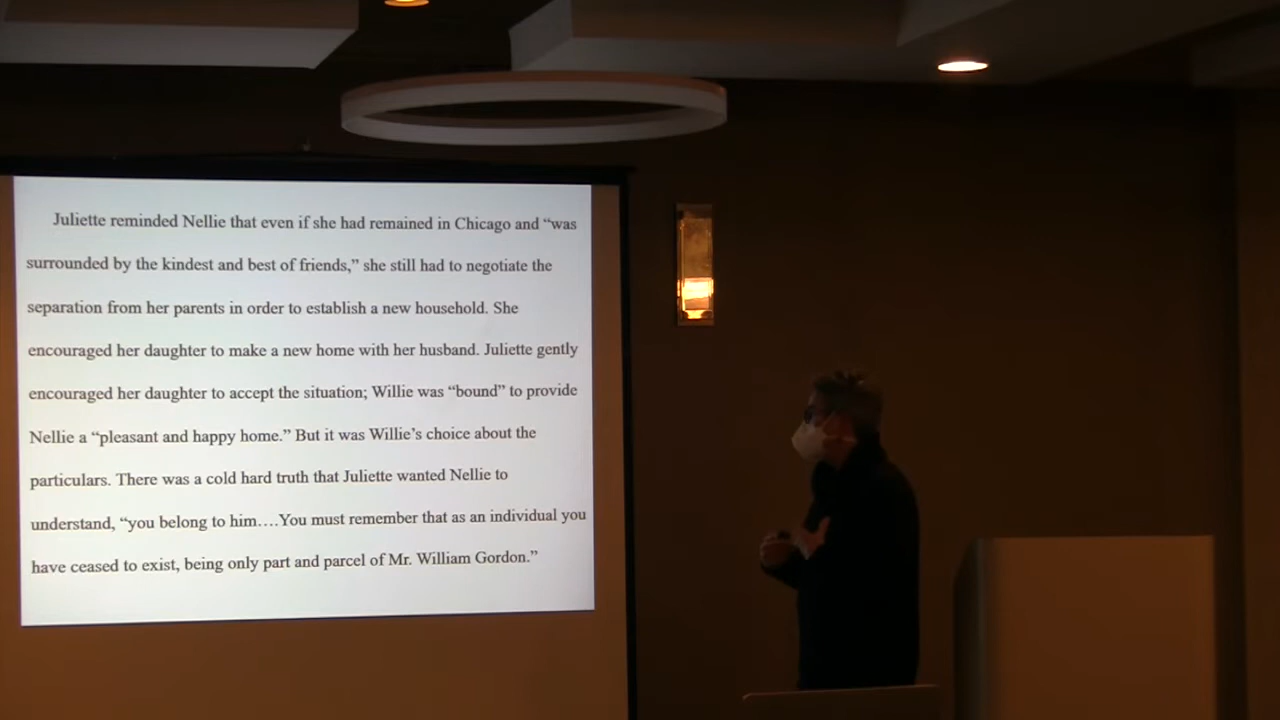 Juliette reminded Nellie that even if she had remained in Chicago and “was
surrounded by the kindest and best of friends,” she still had to negotiate the
separation from her parents in order to establish a new household. She
encouraged her daughter to make a new home with her husband. Juliette gently
encouraged her daughter to accept the situation; Willie was “bound” to provide
Nellie a “pleasant and happy home.” But it was Willie’s choice about the
particulars. There was a cold hard truth that Juliette wanted Nellie to
understand, “you belong to him….You must remember that as an individual you
have ceased to exist, being only part and parcel of Mr. William Gordon.”